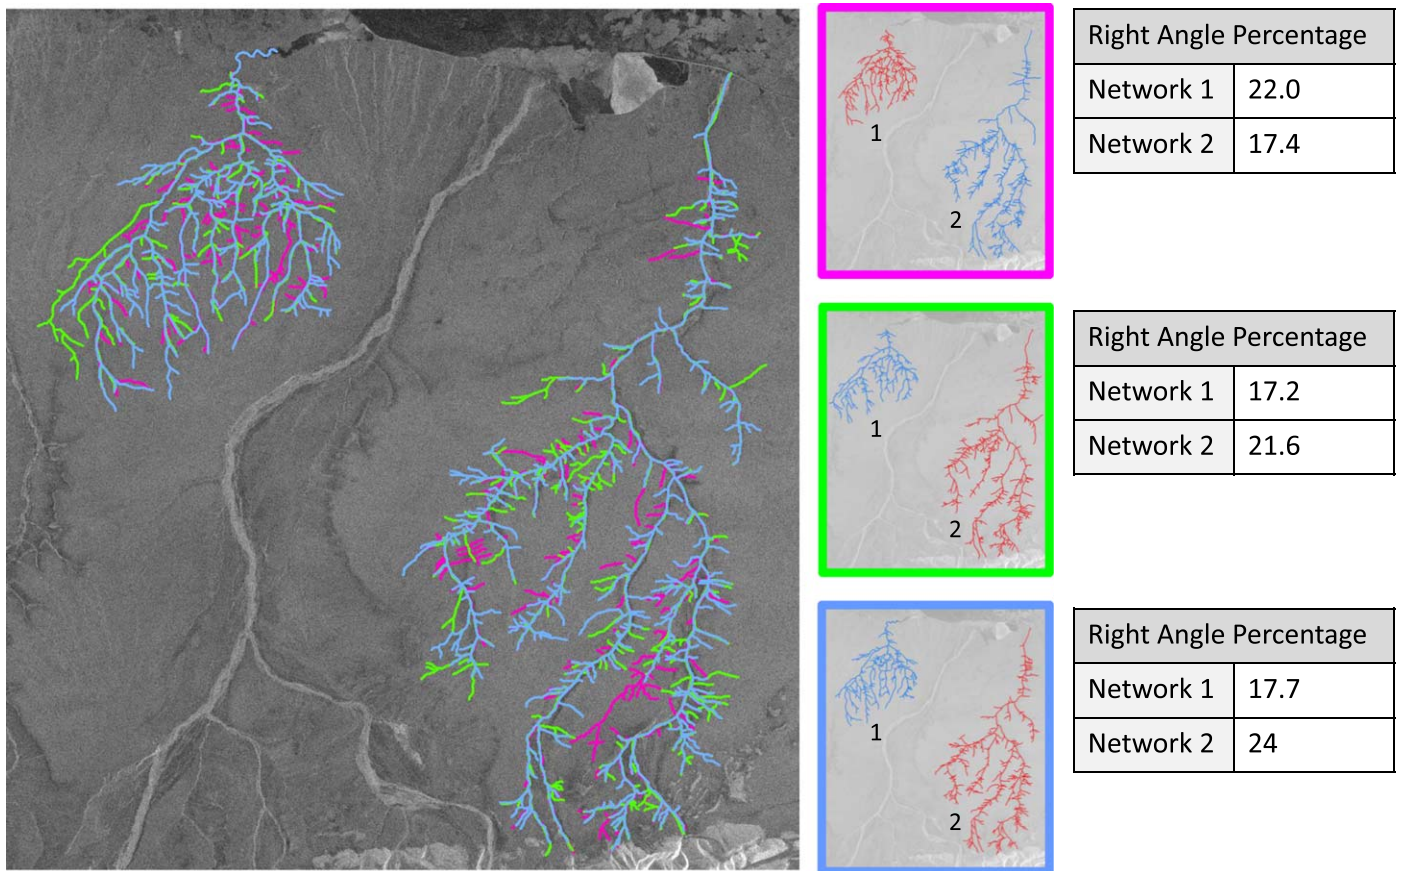 1
2
Right Angle Percentage
Network 1 22.0
Network 2 17.4
1
2
Right Angle Percentage
Network 1 17.2
Network 2 21.6
1
2
Right Angle Percentage
Network 1 17.7
Network 2 24